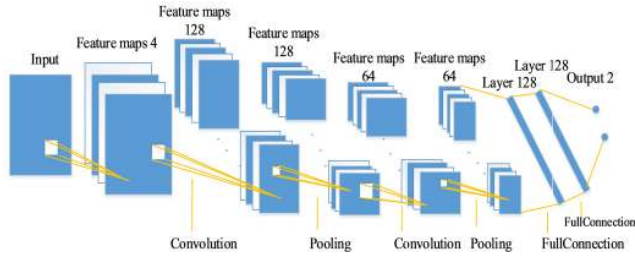 Input
Feature maps 4
Feature maps
128
Feature maps
128
Feature maps
64
Feature maps
64
Layer 128
Layer 128
Output 2
Convolution
Pooling
Convolution
Pooling
FullConnection
FullConnection